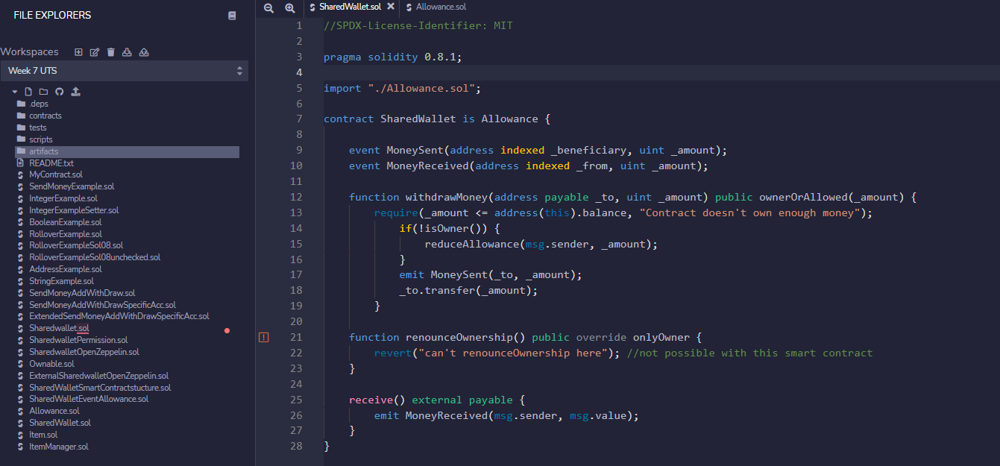 FILE EXPLORERS
Workspaces
Week 7 UTS
.deps
contracts
tests
scripts
artifacts
README.txt
MyContract.sol
SendMoneyExample.sol
IntegerExample.sol
IntegerExampleSetter.sol
BooleanExample.sol
RolloverExample.sol
RolloverExampleSol08.sol
RolloverExampleSol08unchecked.sol
AddressExample.sol
StringExample.sol
SendMoneyAddWithDraw.sol
SendMoneyAddWithDrawSpecificAcc.sol
ExtendedSendMoneyAddWithDrawSpecificAcc.sol
Sharedwallet.sol
SharedwalletPermission.sol
SharedwalletOpenZeppelin.sol
Ownable.sol
ExternalSharedwalletOpenZeppelin.sol
SharedWalletSmartContractstucture.sol
SharedWalletEventAllowance.sol
Allowance.sol
SharedWallet.sol
Item.sol
ItemManager.sol
SharedWallet.sol Allowance.sol
1 //SPDX-License-Identifier: MIT
2
3 pragma solidity 0.8.1;
4
5 import "./Allowance.sol";
6
7 contract SharedWallet is Allowance {
8
9 event MoneySent(address indexed _beneficiary, uint _amount);
10 event MoneyReceived(address indexed _from, uint _amount);
11
12 function withdrawMoney(address payable _to, uint _amount) public ownerOrAllowed(_amount) {
13 require(_amount <= address(this).balance, "Contract doesn't own enough money");
14 if(!isOwner()) {
15 reduceAllowance(msg.sender, _amount);
16 }
17 emit MoneySent(_to, _amount);
18 _to.transfer(_amount);
19 }
20
21 function renounceOwnership() public override onlyOwner {
22 revert("can't renounceOwnership here"); //not possible with this smart contract
23 }
24
25 receive() external payable {
26 emit MoneyReceived(msg.sender, msg.value);
27 }
28 }